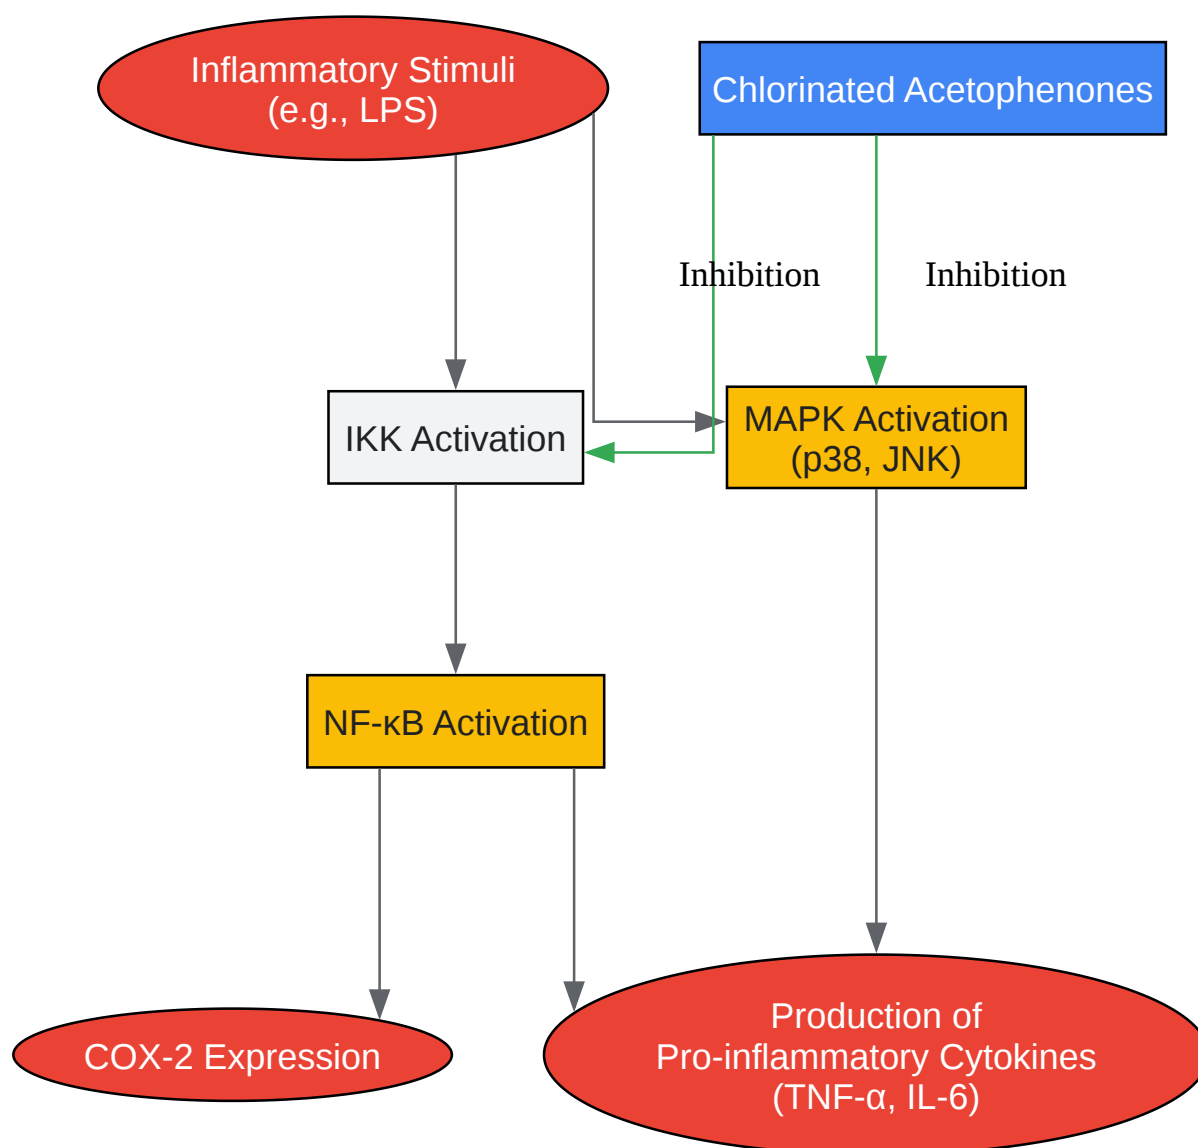 Inflammatory Stimuli
(e.g., LPS)
Chlorinated Acetophenones
Inhibition
Inhibition
IKK Activation
MAPK Activation
(p38, JNK)
NF-κB Activation
COX-2 Expression
Production of
Pro-inflammatory Cytokines
(TNF-α, IL-6)